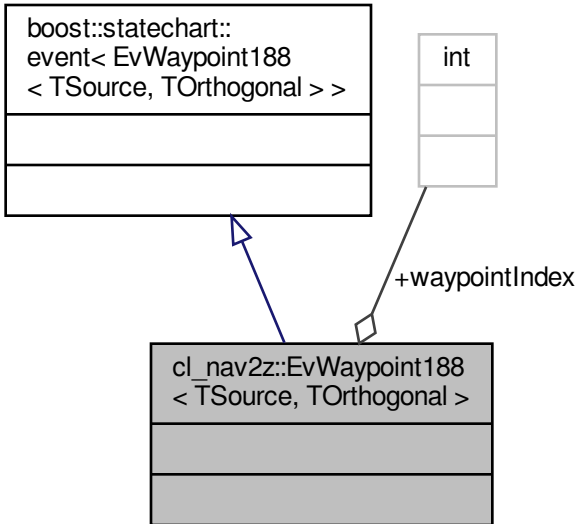 boost::statechart::
event< EvWaypoint188
< TSource, TOrthogonal > >
int
+waypointIndex
cl_nav2z::EvWaypoint188
< TSource, TOrthogonal >